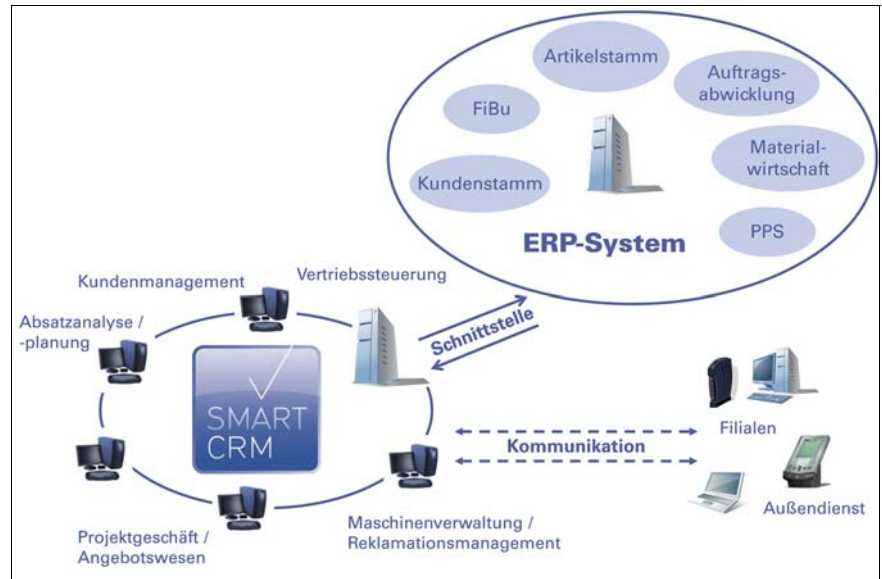 Artikelstamm
Auftrags-
abwicklung
FiBu
Material-
wirtschaft
Kundenstamm
PPS
ERP-System
Kundenmanagement
Vertriebssteuerung
Absatzanalyse /
-planung
Schnittstelle
SMART
CRM
Filialen
Kommunikation
Außendienst
Projektgeschäft /
Angebotswesen
Maschinenverwaltung /
Reklamationsmanagement